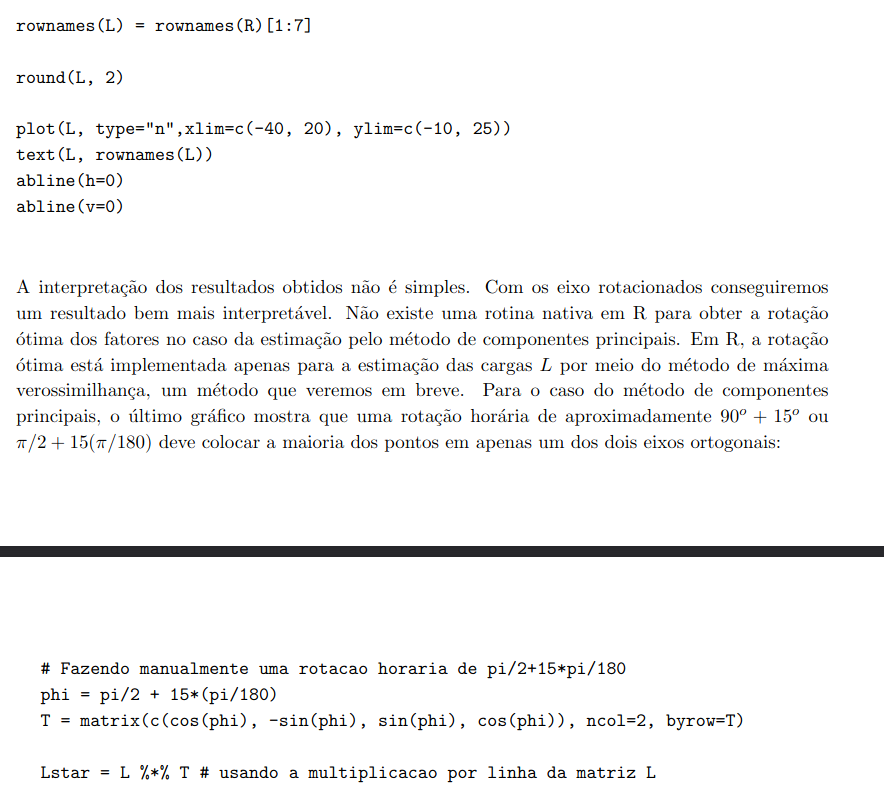 rownames(L) = rownames(R)[1:7]
round(L, 2)
plot(L, type="n",xlim=c(-40, 20), ylim=c(-10, 25))
text(L, rownames(L))
abline(h=0)
abline(v=0)
A interpretação dos resultados obtidos não é simples. Com os eixo rotacionados conseguiremos
um resultado bem mais interpretável. Não existe uma rotina nativa em R para obter a rotação
ótima dos fatores no caso da estimação pelo método de componentes principais. Em R, a rotação
ótima está implementada apenas para a estimação das cargas L por meio do método de máxima
verossimilhança, um método que veremos em breve. Para o caso do método de componentes
principais, o último gráfico mostra que uma rotação horária de aproximadamente 90° + 15° ou
π/2 + 15(π/180) deve colocar a maioria dos pontos em apenas um dos dois eixos ortogonais:
# Fazendo manualmente uma rotacao horaria de pi/2+15*pi/180
phi = pi/2 + 15*(pi/180)
T = matrix(c(cos(phi), -sin(phi), sin(phi), cos(phi)), ncol=2, byrow=T)
Lstar = L %*% T # usando a multiplicacao por linha da matriz L